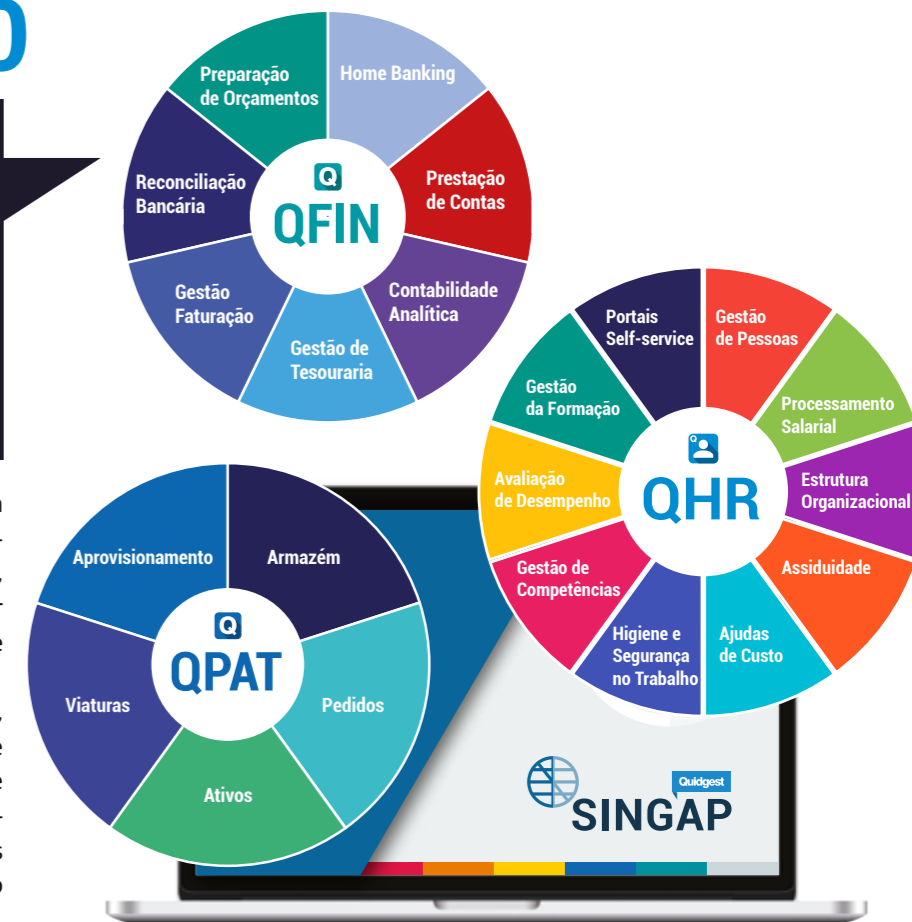 Preparação
de Orçamentos
Home Banking
Reconciliação
Bancária
Prestação
de Contas
QFIN
Gestão
Faturação
Contabilidade
Analítica
Gestão de
Tesouraria
Portais
Self-service
Gestão
de Pessoas
Gestão
da Formação
Processamento
Salarial
Avaliação
de Desempenho
QHR
Estrutura
Organizacional
Gestão de
Competências
Assiduidade
Higiene e
Segurança
no Trabalho
Ajudas
de Custo
Aprovisionamento
Armazém
QPAT
Viaturas
Pedidos
Ativos
Quidgest
SINGAP